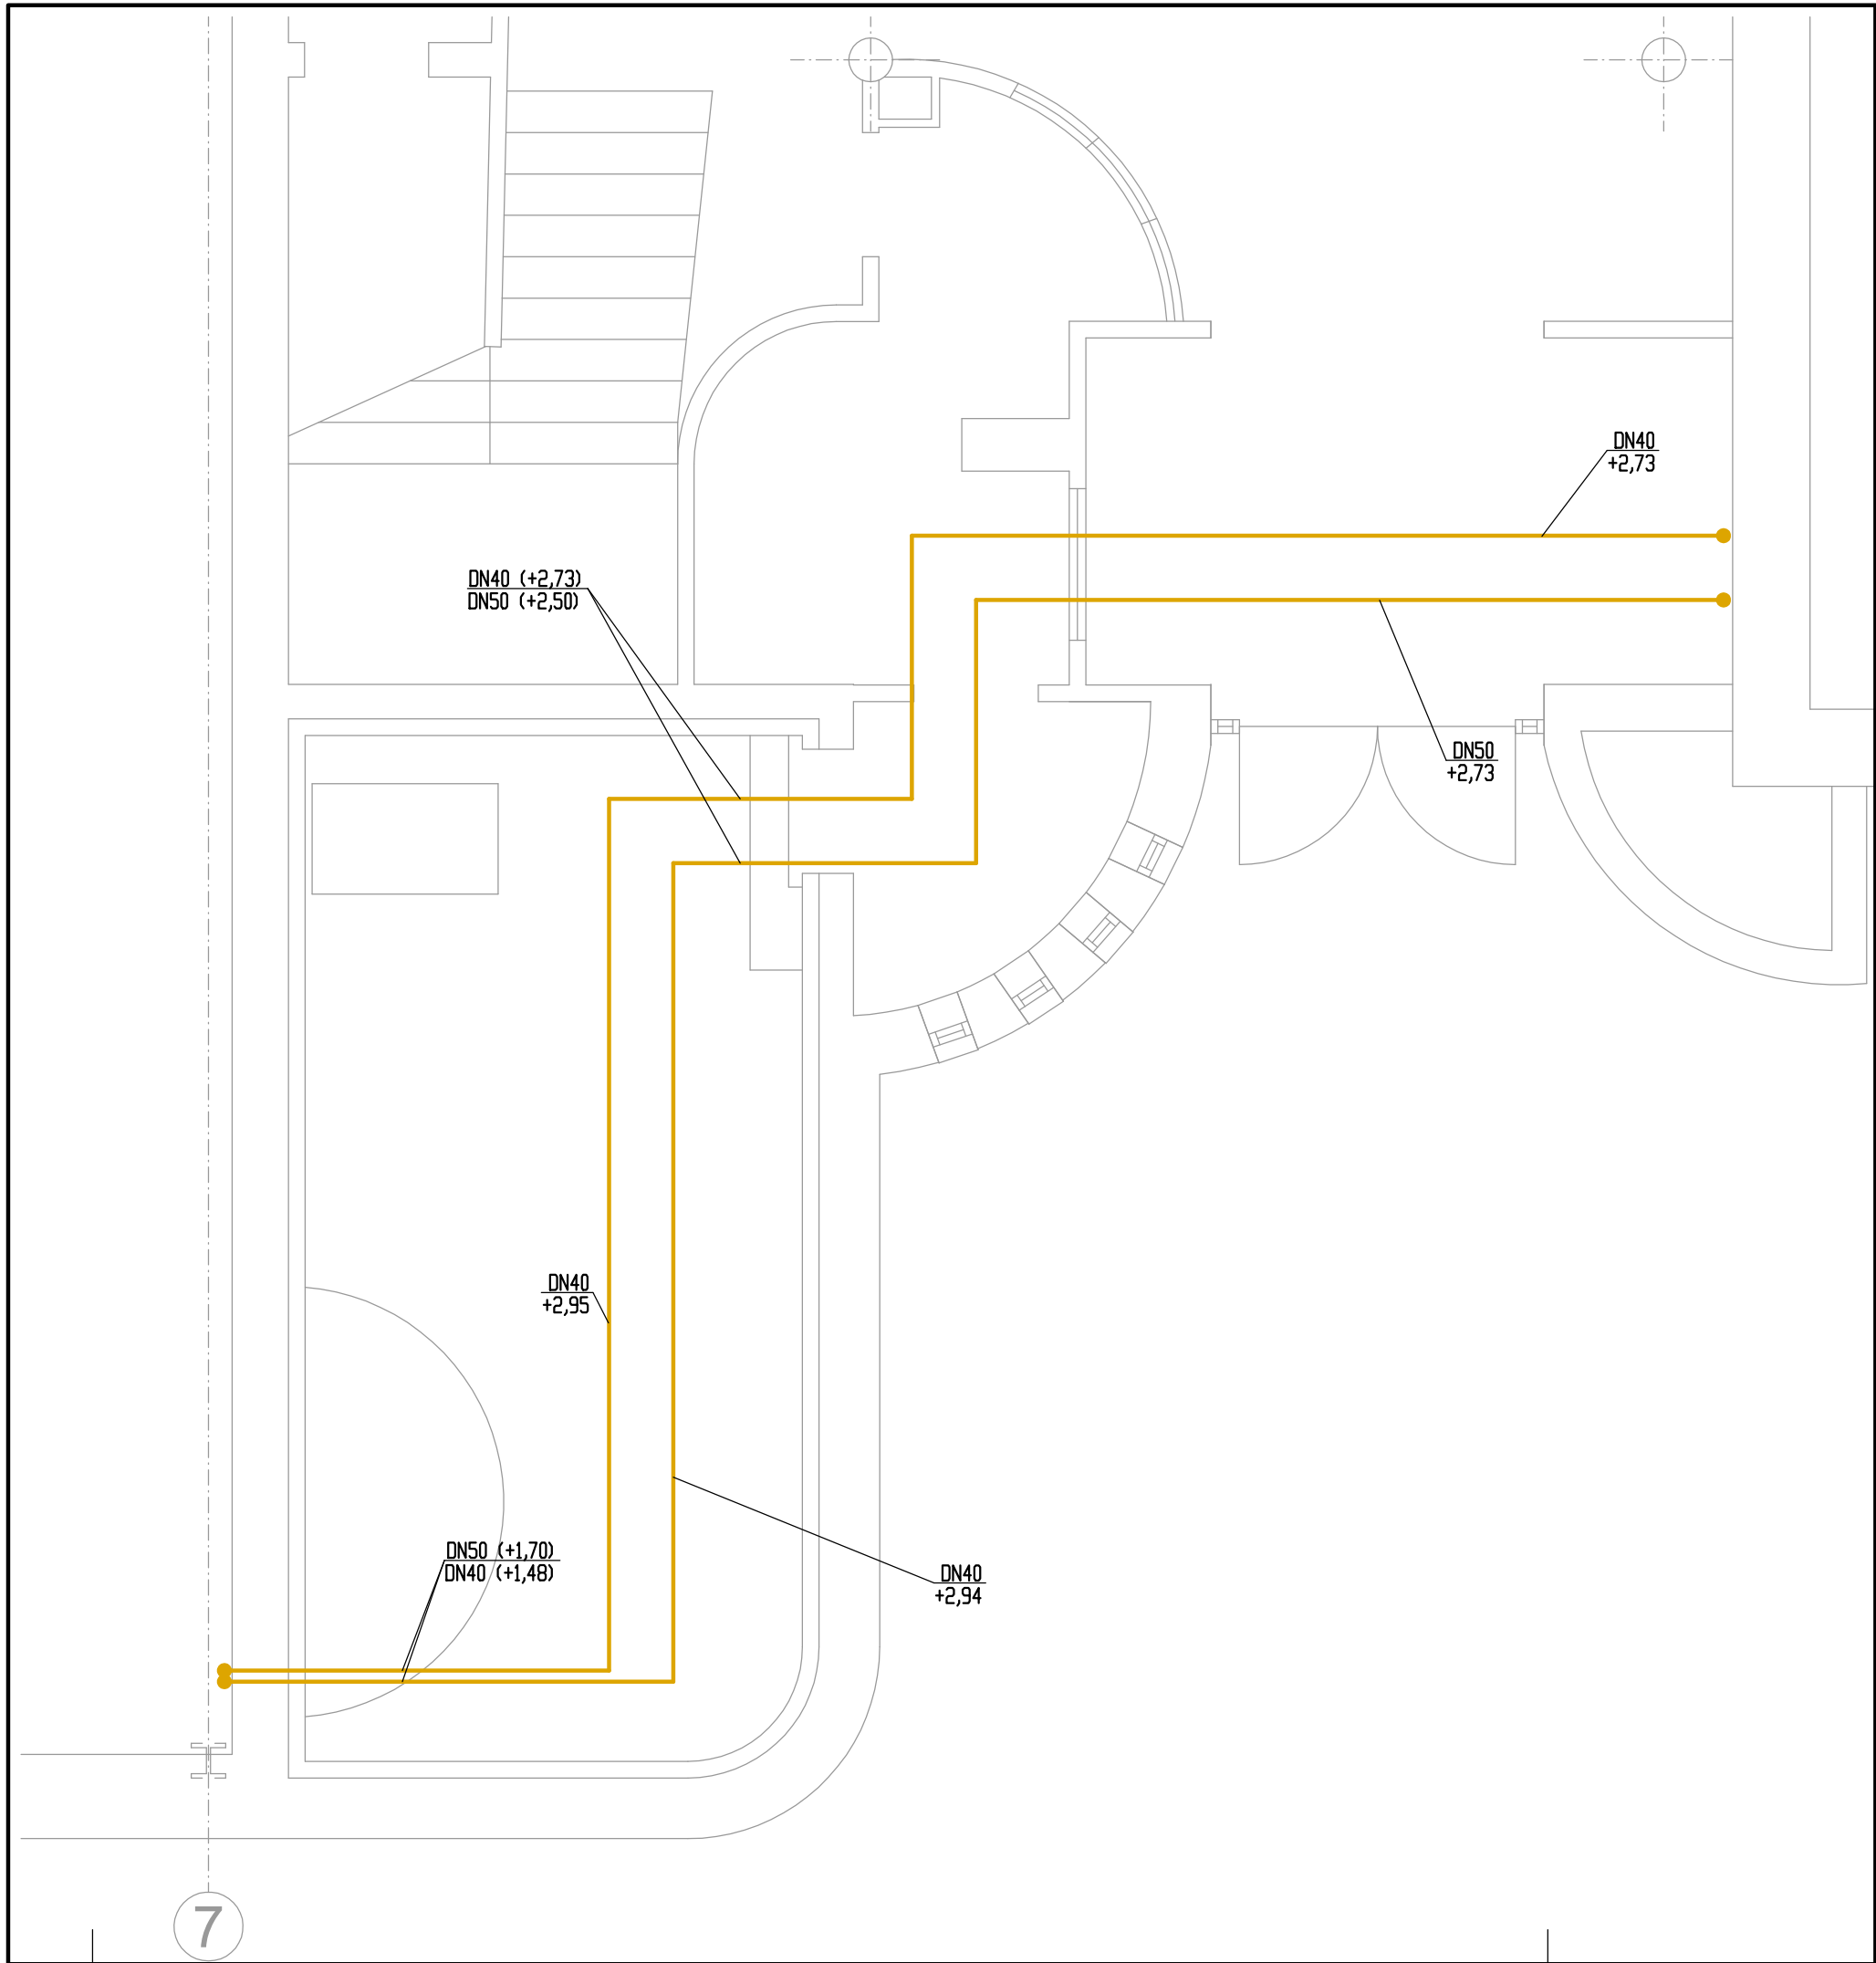 DN40
+2,73
DN40 (+2,73)
DN50 (+2,50)
DN50
+2,73
DN40
+2,95
DN50 (+1,70)
DN40 (+1,48)
DN40
+2,94
7